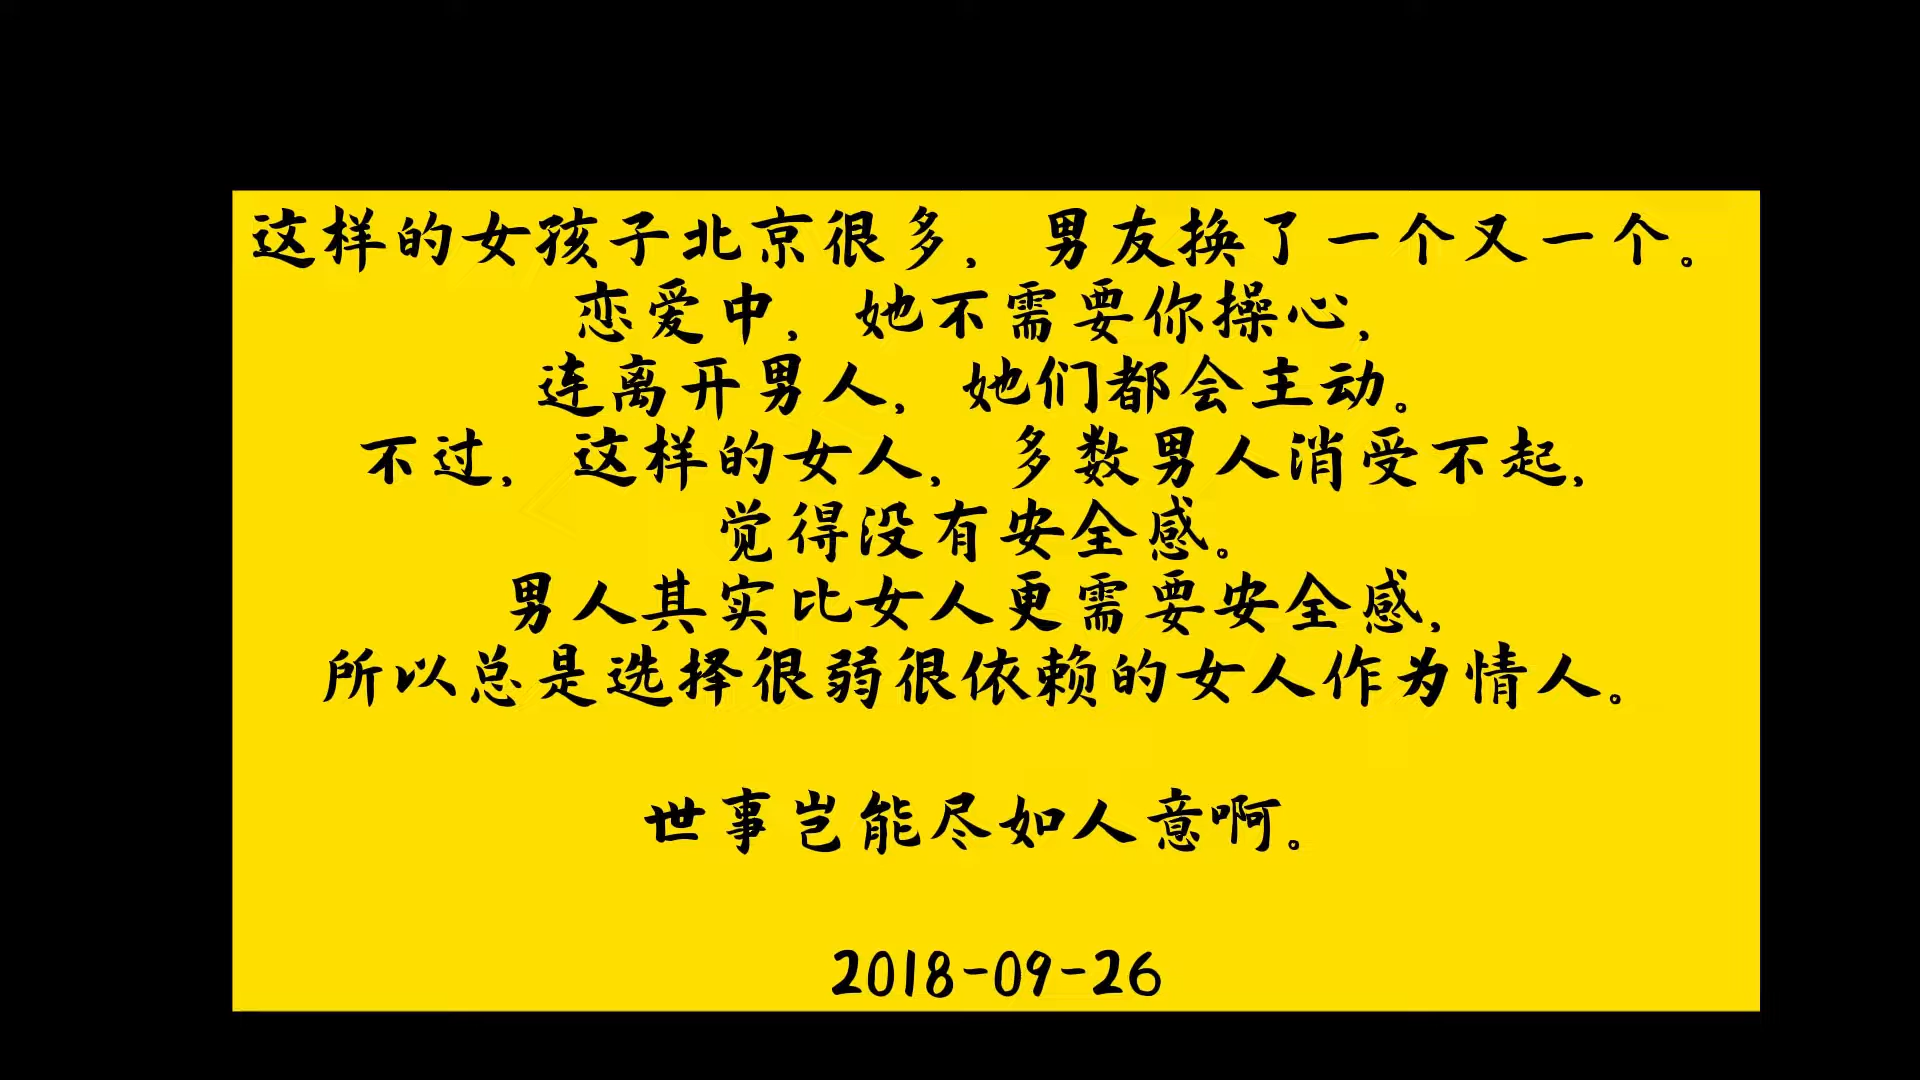 这样的女孩子北京很多，男友换了一个又一个。
恋爱中，她不需要你操心，
连离开男人，她们都会主动。
不过，这样的女人，多数男人消受不起，
觉得没有安全感。
男人其实比女人更需要安全感，
所以总是选择很弱很依赖的女人作为情人。
世事岂能尽如人意啊。
2018-09-26